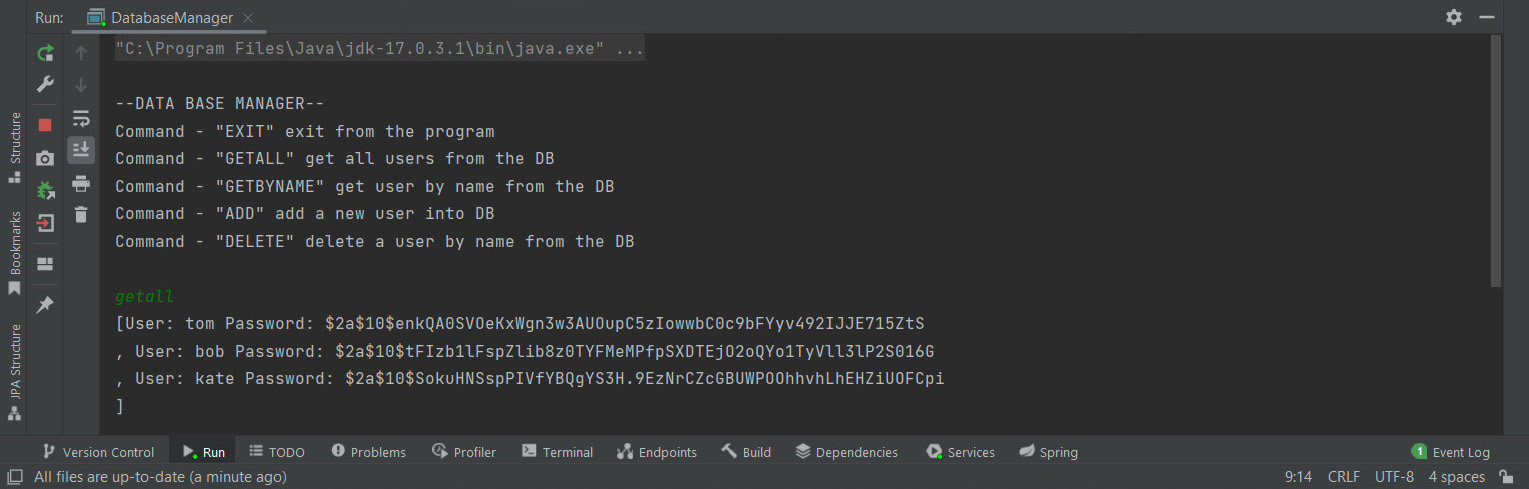 Run: DatabaseManager
"C:\Program Files\Java\jdk-17.0.3.1\bin\java.exe" ...
--DATA BASE MANAGER--
Command - "EXIT" exit from the program
Command - "GETALL" get all users from the DB
Command - "GETBYNAME" get user by name from the DB
Command - "ADD" add a new user into DB
Command - "DELETE" delete a user by name from the DB
getall
[User: tom Password: $2a$10$enkQA0SVOeKxWgn3w3AUOupC5zIowwbC0c9bFYyv492IJJE715ZtS
, User: bob Password: $2a$10$tFIzb1lFspZlib8z0TYFMeMPfpSXDTEjO2oQYo1TyVll3lP2S016G
, User: kate Password: $2a$10$SokuHNSspPIVfYBQgYS3H.9EzNrCZcGBUWPOOhhvhLhEHZiUOFCpi
]
Structure
Bookmarks
JPA Structure
Version Control Run TODO Problems Profiler Terminal Endpoints Build Dependencies Services Spring 1 Event Log
All files are up-to-date (a minute ago) 9:14 CRLF UTF-8 4 spaces